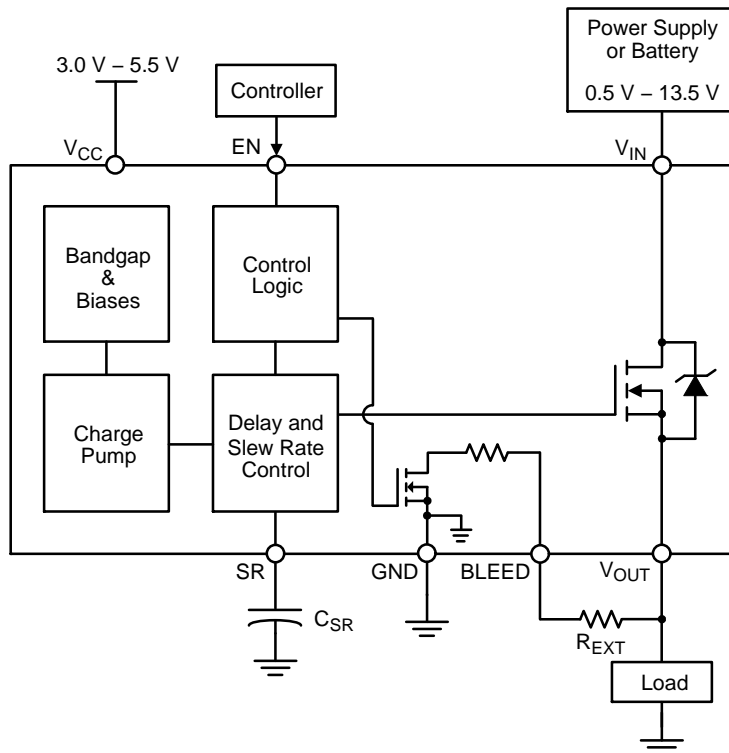 Power Supply
or Battery
0.5 V – 13.5 V
3.0 V – 5.5 V
Controller
VCC
EN
VIN
Bandgap
&
Biases
Control
Logic
Charge
Pump
Delay and
Slew Rate
Control
SR
GND
BLEED
VOUT
CSR
REXT
Load